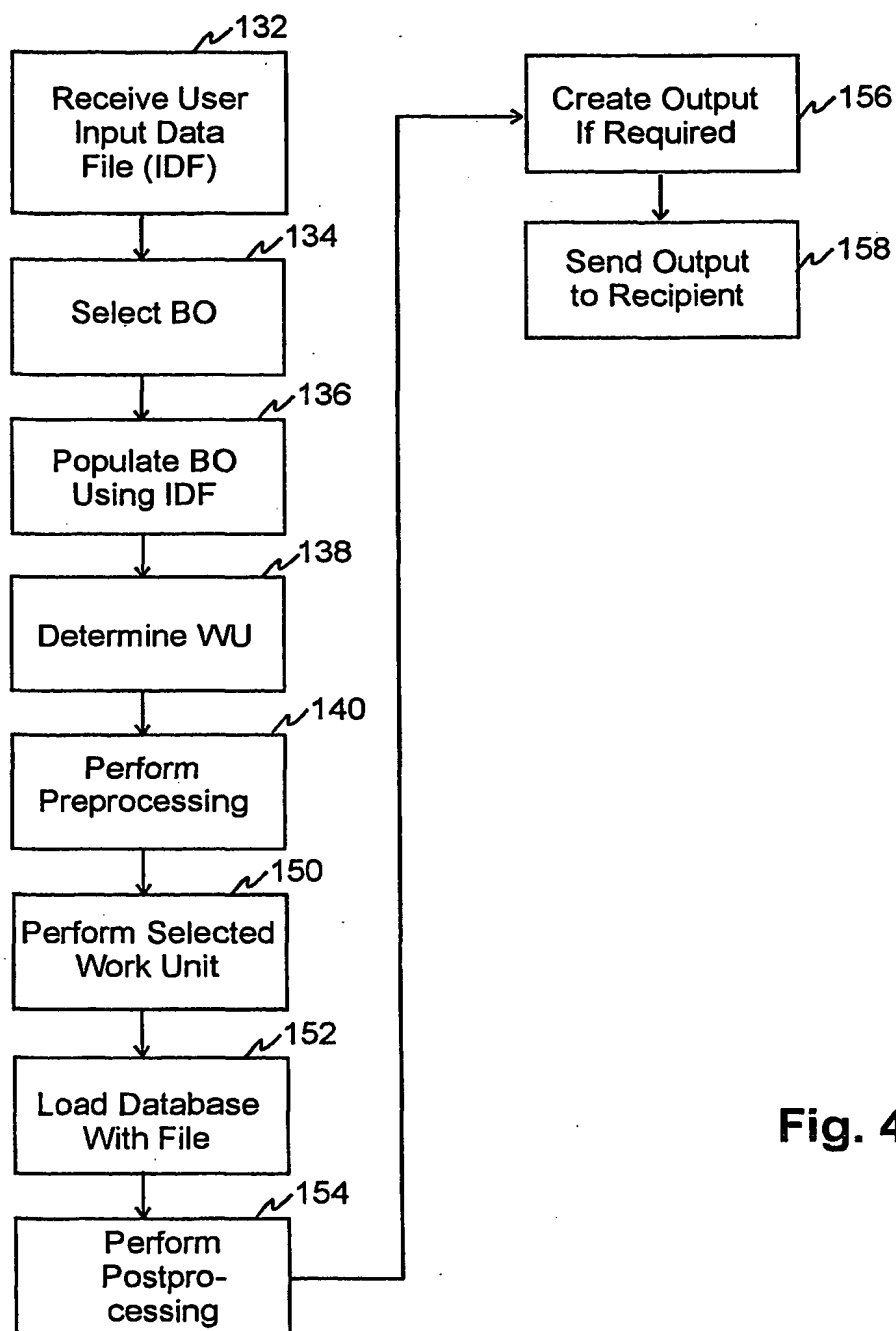 132
Receive User
Input Data
File (IDF)
134
Select BO
136
Populate BO
Using IDF
138
Determine WU
140
Perform
Preprocessing
150
Perform Selected
Work Unit
152
Load Database
With File
154
Perform
Postpro-
cessing
Create Output
If Required
156
Send Output
to Recipient
158
Fig. 4